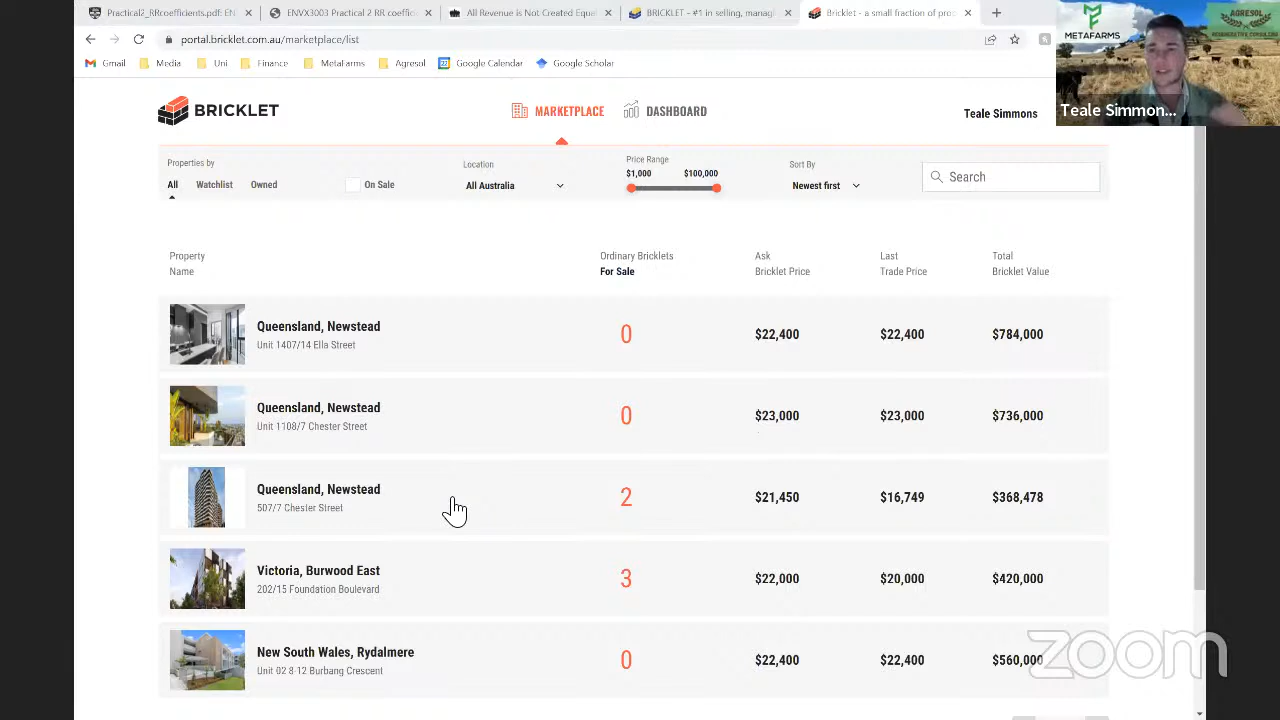 Practical2_RRcoefficients.pdf: EN
ENVX3003 Practical 2 RR coeffic
All Revenue is Not Created Equal
BRICKLET - #1 in selling, manag
Bricklet - a small fraction of prop
portal.bricklet.com.au/marketplace/list
Gmail
Media
Uni
Finance
Metafarms
Agresol
Google Calendar
Google Scholar
METAFARMS
AGRESOL
REGENERATIVE CONSULTING
Teale Simmon...
BRICKLET
MARKETPLACE
DASHBOARD
Teale Simmons
Properties by
All
Watchlist
Owned
On Sale
Location
All Australia
Price Range
$1,000
$100,000
Sort By
Newest first
Search
Property
Name
Ordinary Bricklets
For Sale
Ask
Bricklet Price
Last
Trade Price
Total
Bricklet Value
Queensland, Newstead
Unit 1407/14 Ella Street
0
$22,400
$22,400
$784,000
Queensland, Newstead
Unit 1108/7 Chester Street
0
$23,000
$23,000
$736,000
Queensland, Newstead
507/7 Chester Street
2
$21,450
$16,749
$368,478
Victoria, Burwood East
202/15 Foundation Boulevard
3
$22,000
$20,000
$420,000
New South Wales, Rydalmere
Unit 02 8-12 Burbang Crescent
0
$22,400
$22,400
$560,000
zoom